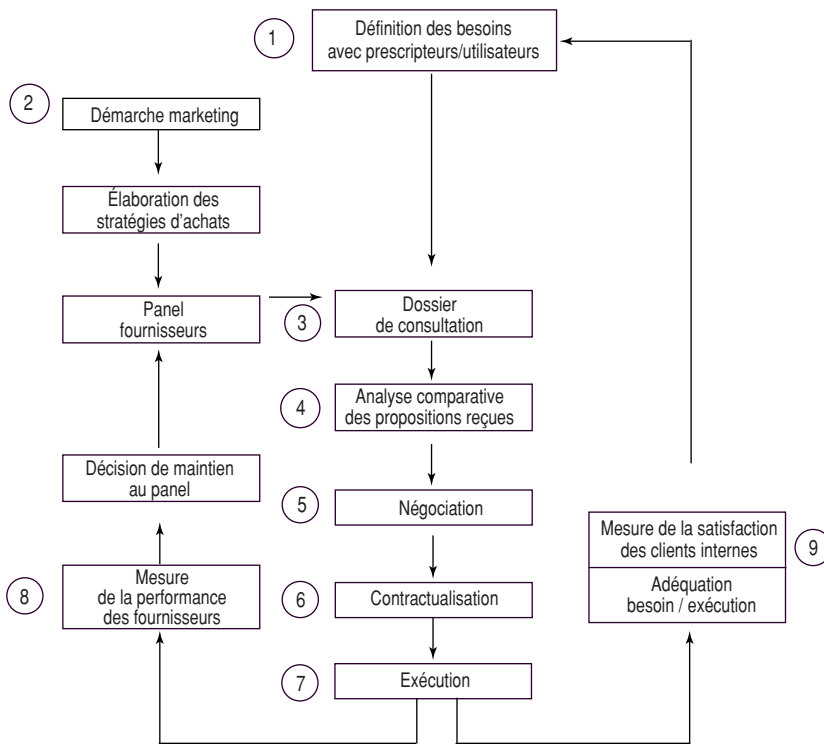 1
Définition des besoins
avec prescripteurs/utilisateurs
2
Démarche marketing
Élaboration des
stratégies d'achats
Panel
fournisseurs
3
Dossier
de consultation
4
Analyse comparative
des propositions reçues
Décision de maintien
au panel
5
Négociation
Mesure de la satisfaction
des clients internes
9
Adéquation
besoin / exécution
8
Mesure
de la performance
des fournisseurs
6
Contractualisation
7
Exécution